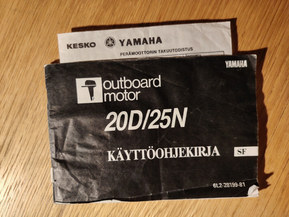 KESKO YAMAHA
PERÄMOOTTORIN TAKUUTODISTUS
YAMAHA
outboard
motor
20D/25N
KÄYTTÖOHJEKIRJA SF
6L2-28199-81